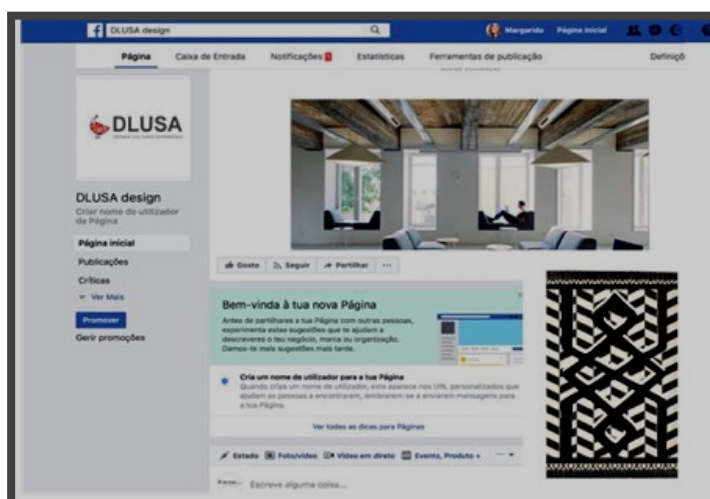 DLUSA design
Margarida Página inicial
Página Caixa de Entrada Notificações Estatísticas Ferramentas de publicação Definiçõ
DLUSA
DLUSA design
Criar nome de utilizador
da Página
Página inicial
Publicações
Críticas
Ver Mais
Promover
Gerir promoções
Gosto Seguir Partilhar ...
Bem-vinda à tua nova Página
Antes de partilhares a tua Página com outras pessoas,
experimenta estas sugestões que te ajudam a
descreveres o teu negócio, marca ou organização.
Damos-te mais sugestões mais tarde.
Cria um nome de utilizador para a tua Página
Quando crias um nome de utilizador, este aparece nos URL personalizados que
ajudam as pessoas a encontrarem, lembrarem-se e enviarem mensagens para
a tua Página.
Ver todas as dicas para Páginas
Estado Foto/vídeo Vídeo em direto Evento, Produto +
Escreve alguma coisa...